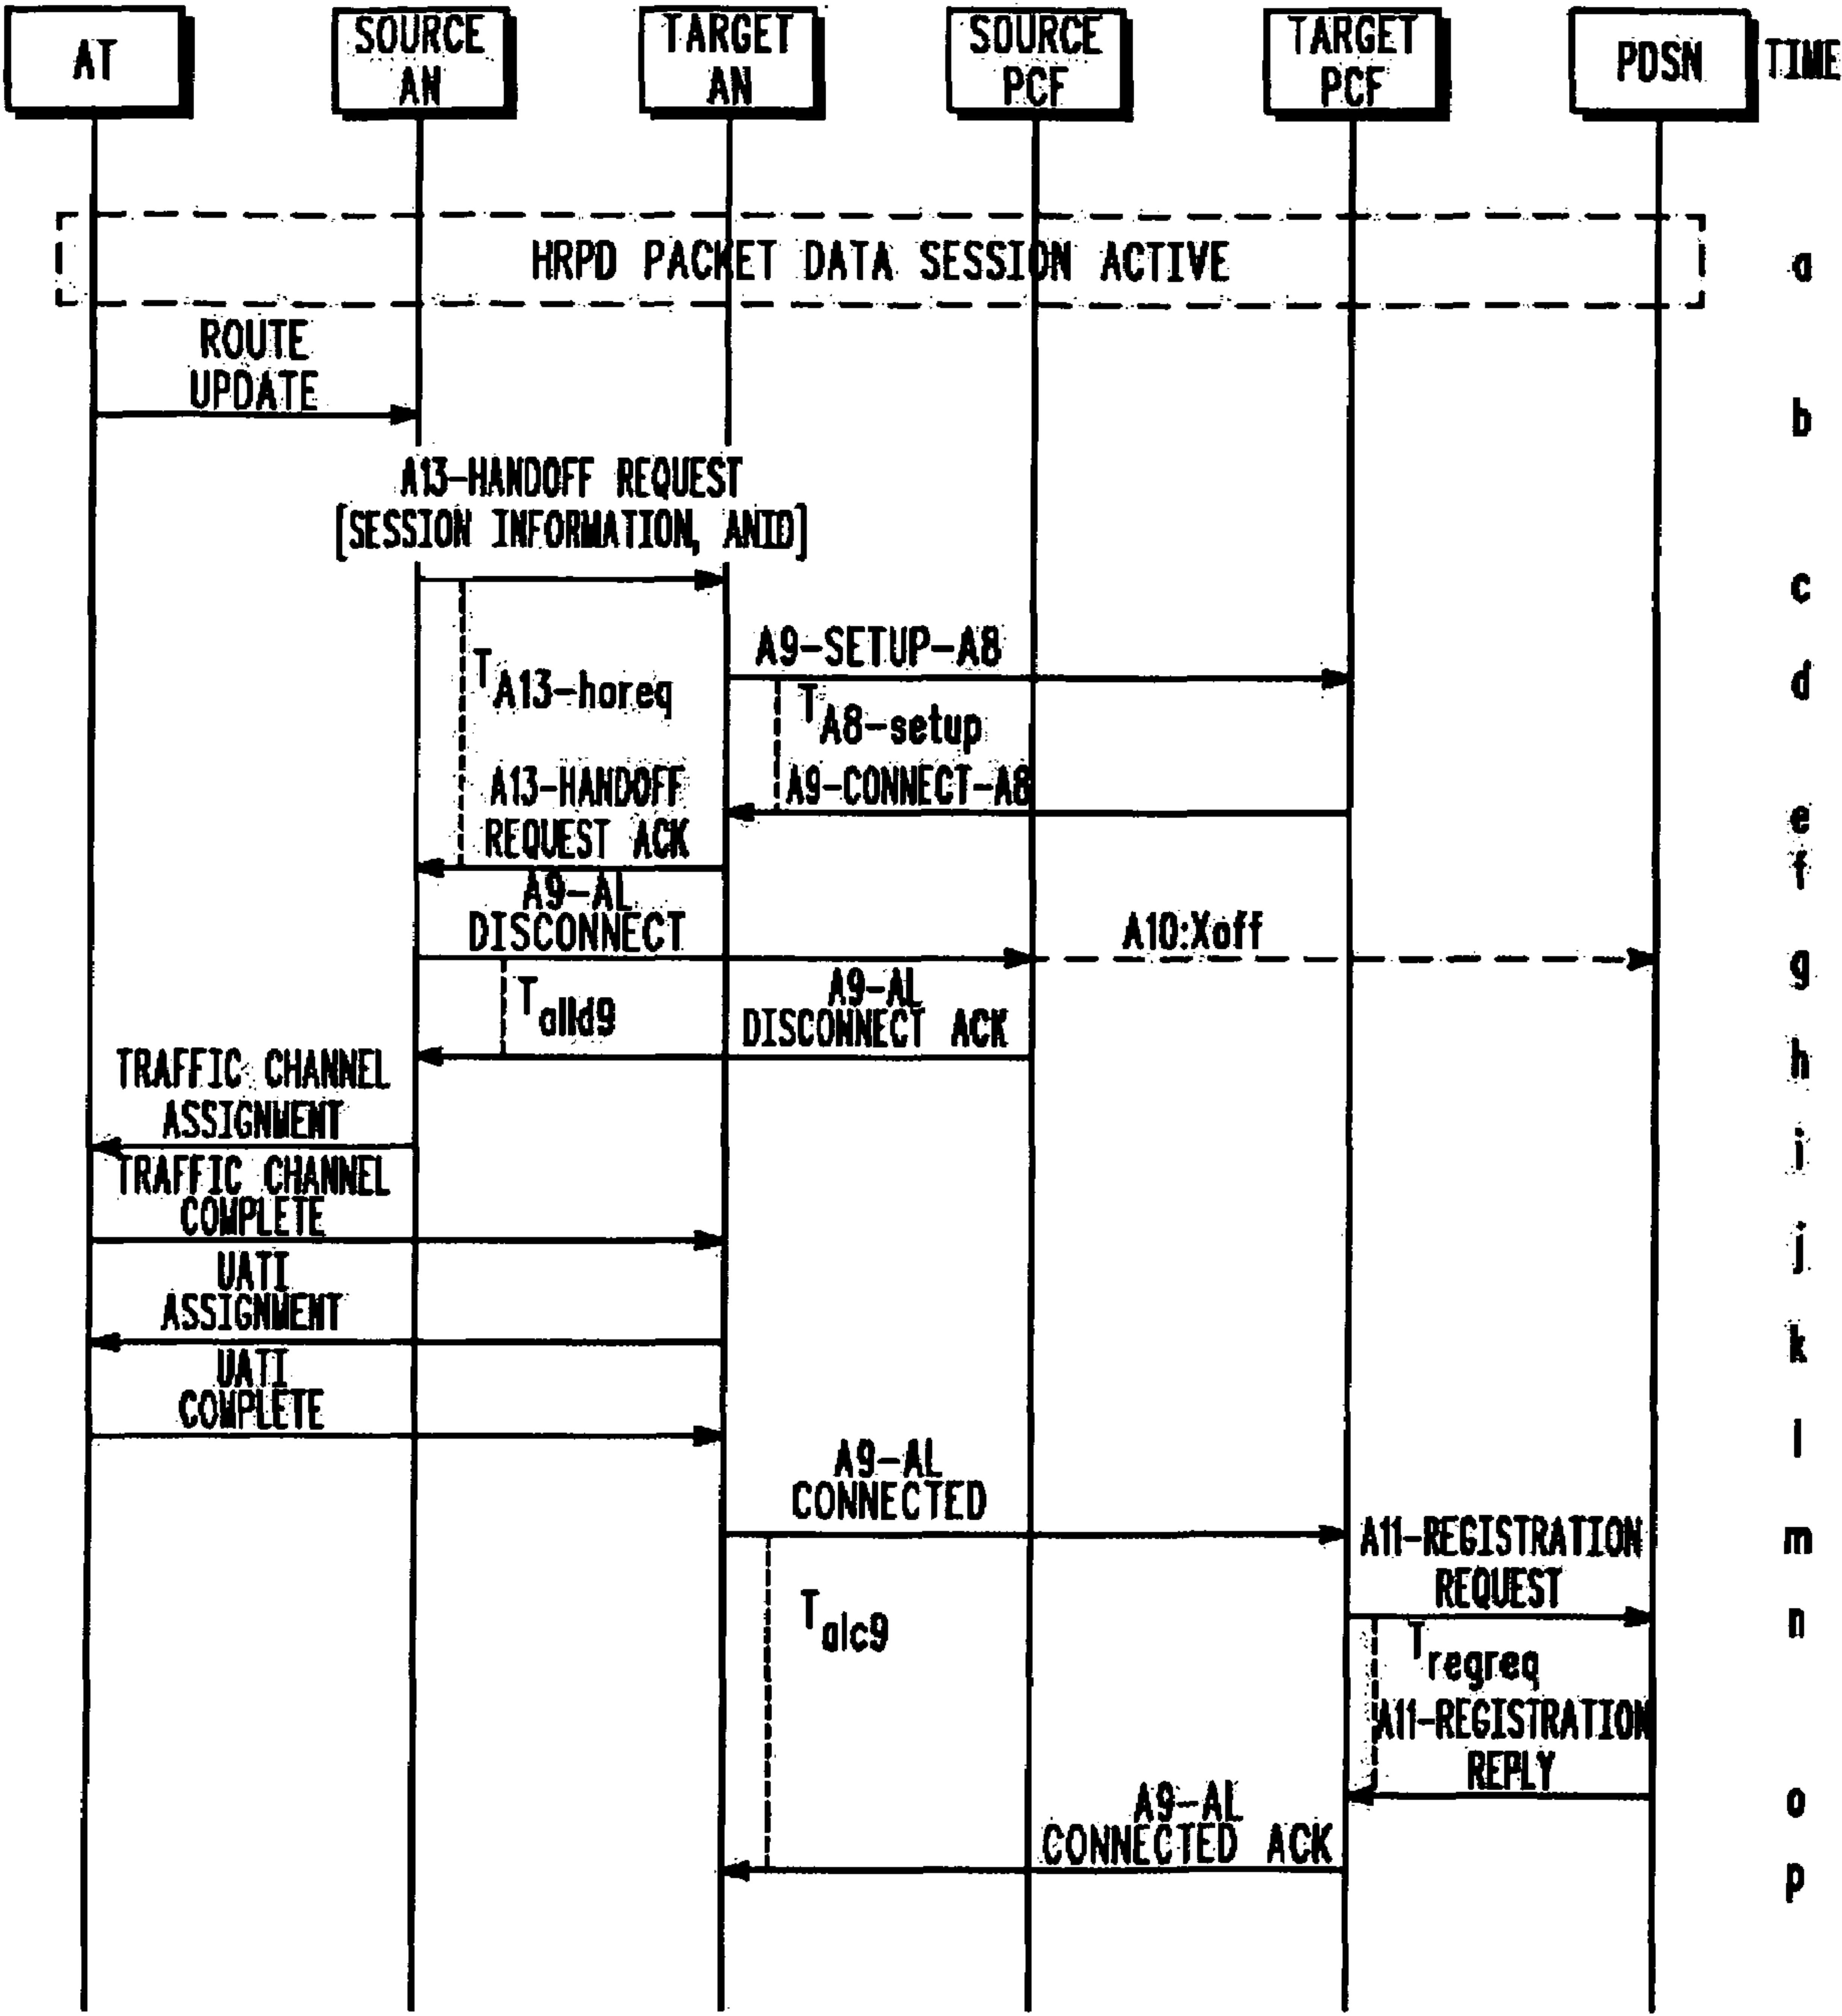 AT
SOURCE
AN
TARGET
AN
SOURCE
PCF
TARGET
PCF
PDSN
TIME
HRPD PACKET DATA SESSION ACTIVE
a
ROUTE
UPDATE
b
A13-HANDOFF REQUEST
[SESSION INFORMATION, ANID]
c
A9-SETUP-A8
d
TA13-horeq
TA8-setup
A9-CONNECT-A8
e
A13-HANDOFF
REQUEST ACK
f
A9-AL
DISCONNECT
A10:Xoff
g
Talld9
A9-AL
DISCONNECT ACK
h
TRAFFIC CHANNEL
ASSIGNMENT
i
TRAFFIC CHANNEL
COMPLETE
j
UATI
ASSIGNMENT
k
UATI
COMPLETE
l
A9-AL
CONNECTED
m
A11-REGISTRATION
REQUEST
n
Talc9
Tregreq
A11-REGISTRATION
REPLY
o
A9-AL
CONNECTED ACK
p